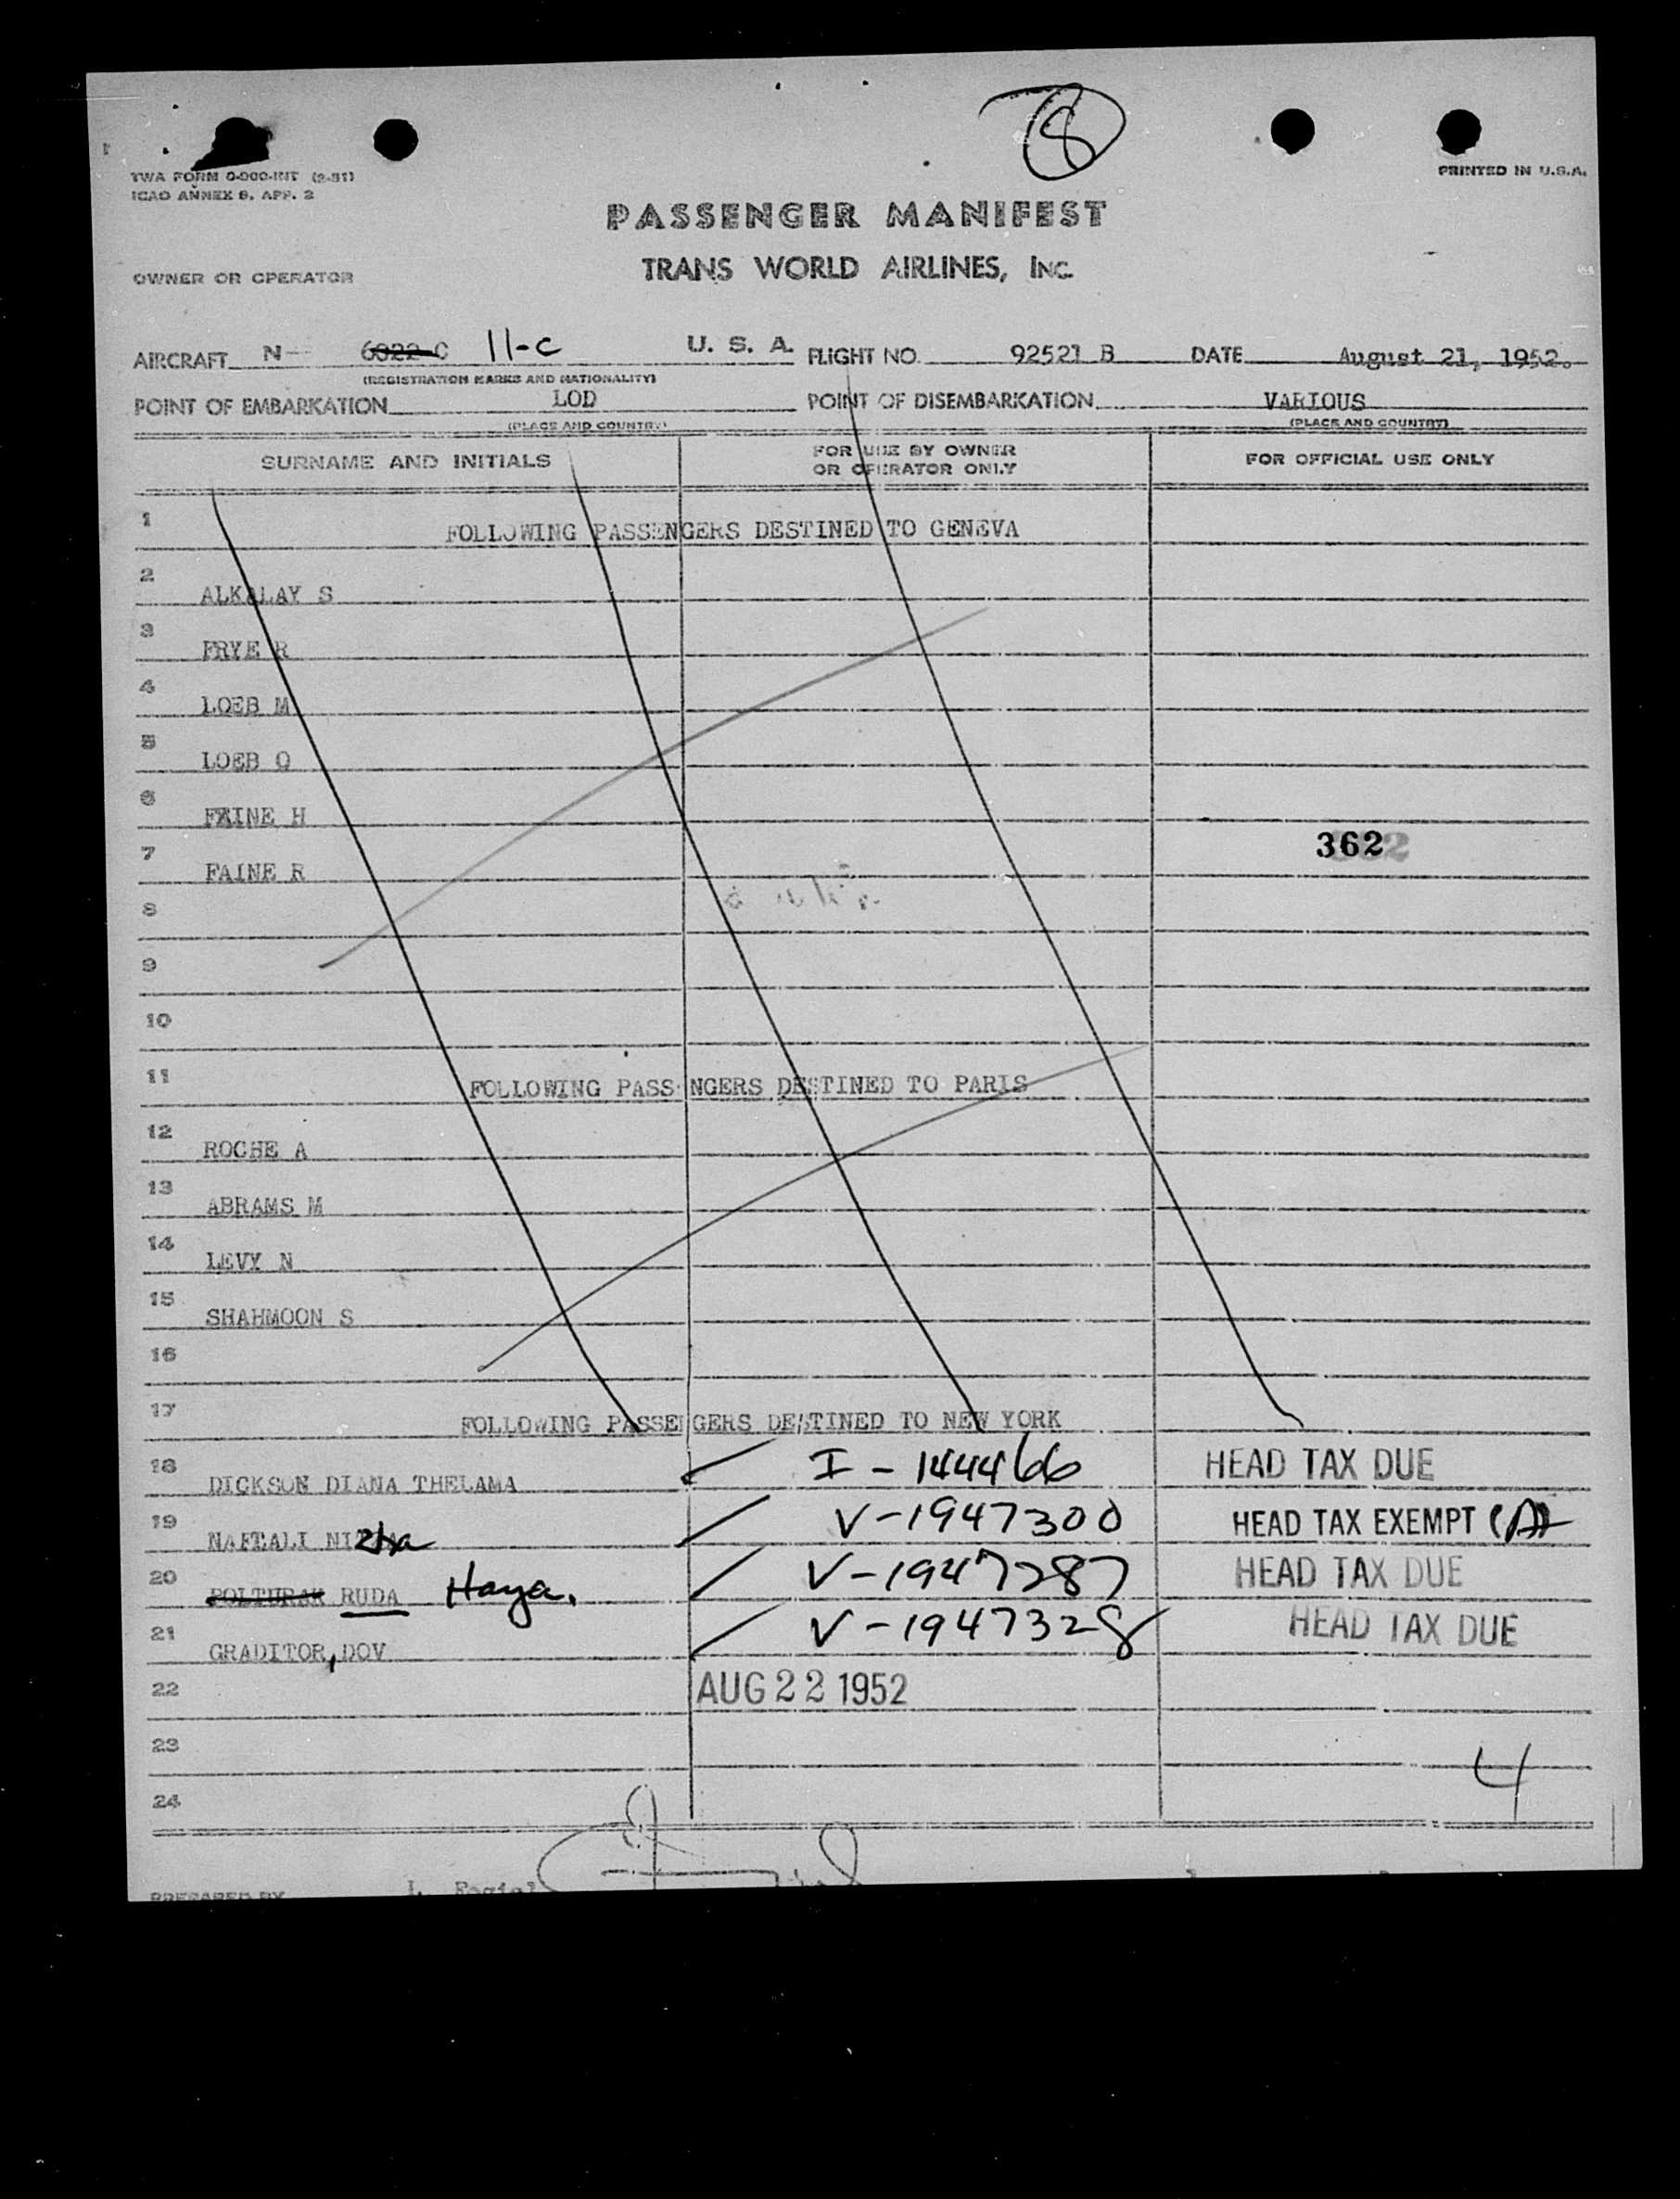 8
TWA FORM 0-000-INT (2-51)
ICAO ANNEX 9, APP. 2
PRINTED IN U.S.A.
PASSENGER MANIFEST
OWNER OR OPERATOR TRANS WORLD AIRLINES, INC.
AIRCRAFT N- 6022-C 11-C U. S. A. FLIGHT NO. 92521 B DATE August 21, 1952.
(REGISTRATION MARKS AND NATIONALITY)
POINT OF EMBARKATION LOD POINT OF DISEMBARKATION VARIOUS
(PLACE AND COUNTRY) (PLACE AND COUNTRY)
SURNAME AND INITIALS FOR USE BY OWNER OR OPERATOR ONLY FOR OFFICIAL USE ONLY
1 FOLLOWING PASSENGERS DESTINED TO GENEVA
2 ALKALAY S
3 FRYE R
4 LOEB M
5 LOEB O
6 FAINE H
7 FAINE R 362
8
9
10
11 FOLLOWING PASSENGERS DESTINED TO PARIS
12 ROCHE A
13 ABRAMS M
14 LEVY N
15 SHAHMOON S
16
17 FOLLOWING PASSENGERS DESTINED TO NEW YORK
18 DICKSON DIANA THELAMA I-1444466 HEAD TAX DUE
19 NAFTALI V-1947300 HEAD TAX EXEMPT (A)
20 POLTURAK RUDA Haya. V-1947287 HEAD TAX DUE
21 GRADITOR, DOV V-1947328 HEAD TAX DUE
22 AUG 22 1952
23
24 4
PREPARED BY